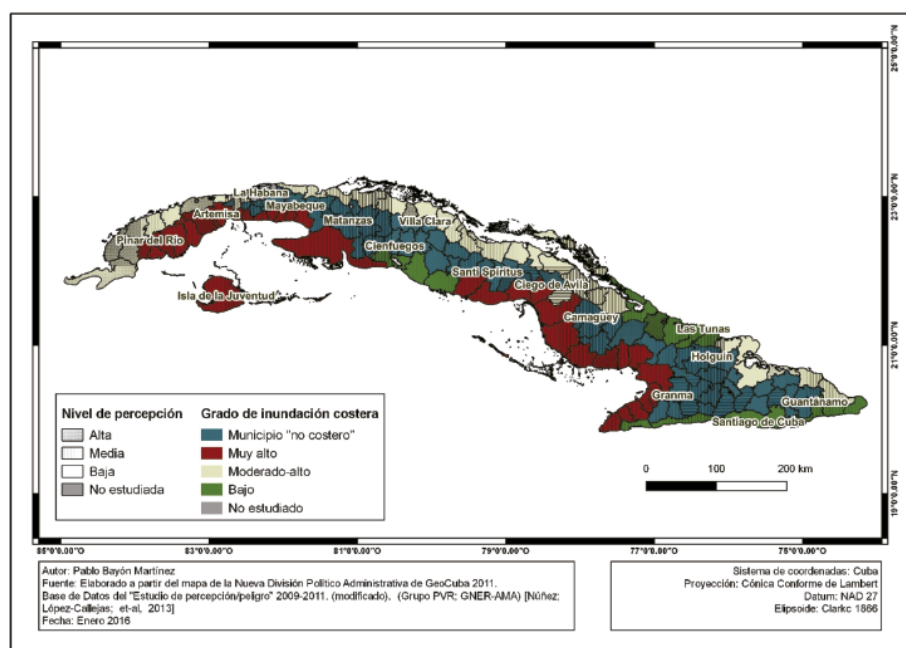 25°0'0.00"N
23°0'0.00"N
21°0'0.00"N
19°0'0.00"N
La Habana
Artemisa
Mayabeque
Matanzas
Villa Clara
Pinar del Río
Cienfuegos
Santi Spiritus
Ciego de Avila
Isla de la Juventud
Camagüey
Las Tunas
Holguín
Granma
Guantánamo
Santiago de Cuba
Nivel de percepción
Alta
Media
Baja
No estudiada
Grado de inundación costera
Municipio "no costero"
Muy alto
Moderado-alto
Bajo
No estudiado
0 100 200 km
83°0'0.00"O 81°0'0.00"O 79°0'0.00"O 77°0'0.00"O
Autor: Pablo Bayón Martínez
Fuente: Elaborado a partir del mapa de la Nueva División Político Administrativa de GeoCuba 2011.
Base de Datos del "Estudio de percepción/peligro" 2009-2011. (modificado). (Grupo PVR; GNER-AMA) [Núñez;
López-Callejas; et-al, 2013]
Fecha: Enero 2016
Sistema de coordenadas: Cuba
Proyección: Cónica Conforme de Lambert
Datum: NAD 27
Elipsoide: Clarkc 1866